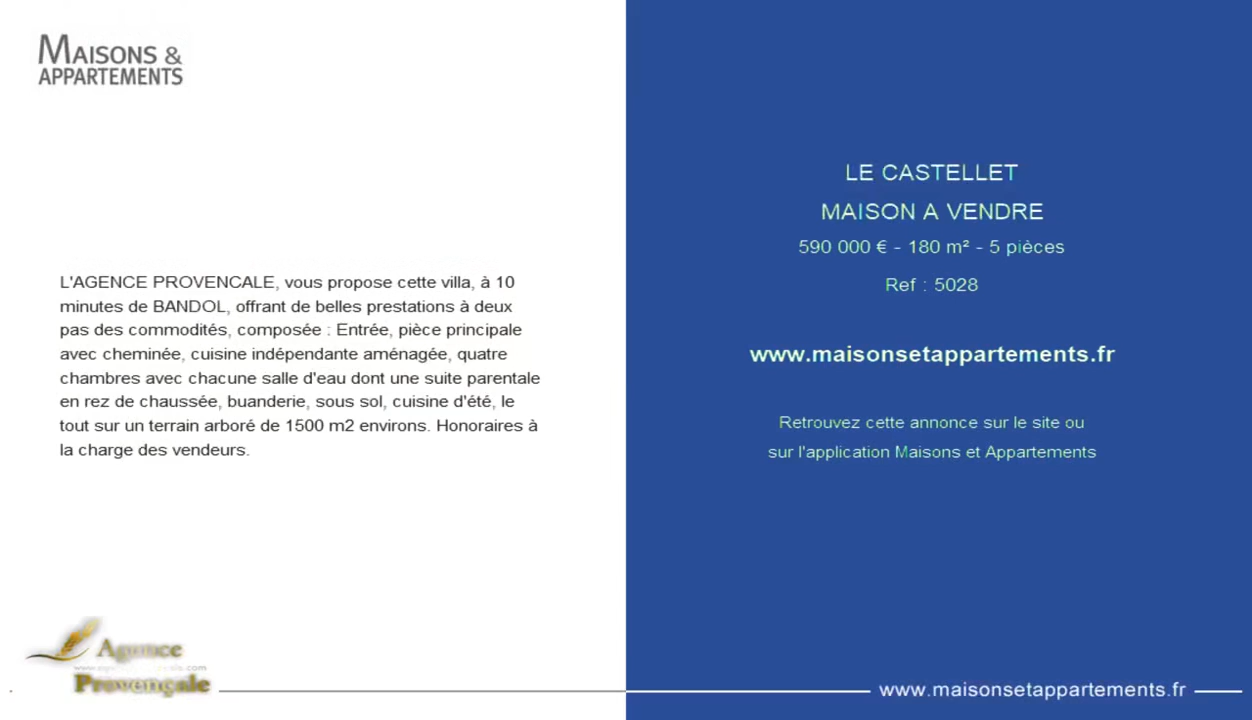 MAISONS &
APPARTEMENTS
L'AGENCE PROVENCALE, vous propose cette villa, à 10
minutes de BANDOL, offrant de belles prestations à deux
pas des commodités, composée : Entrée, pièce principale
avec cheminée, cuisine indépendante aménagée, quatre
chambres avec chacune salle d'eau dont une suite parentale
en rez de chaussée, buanderie, sous sol, cuisine d'été, le
tout sur un terrain arboré de 1500 m2 environs. Honoraires à
la charge des vendeurs.
Agence
Provençale
LE CASTELLET
MAISON A VENDRE
590 000 € - 180 m² - 5 pièces
Ref : 5028
www.maisonsetappartements.fr
Retrouvez cette annonce sur le site ou
sur l'application Maisons et Appartements
www.maisonsetappartements.fr